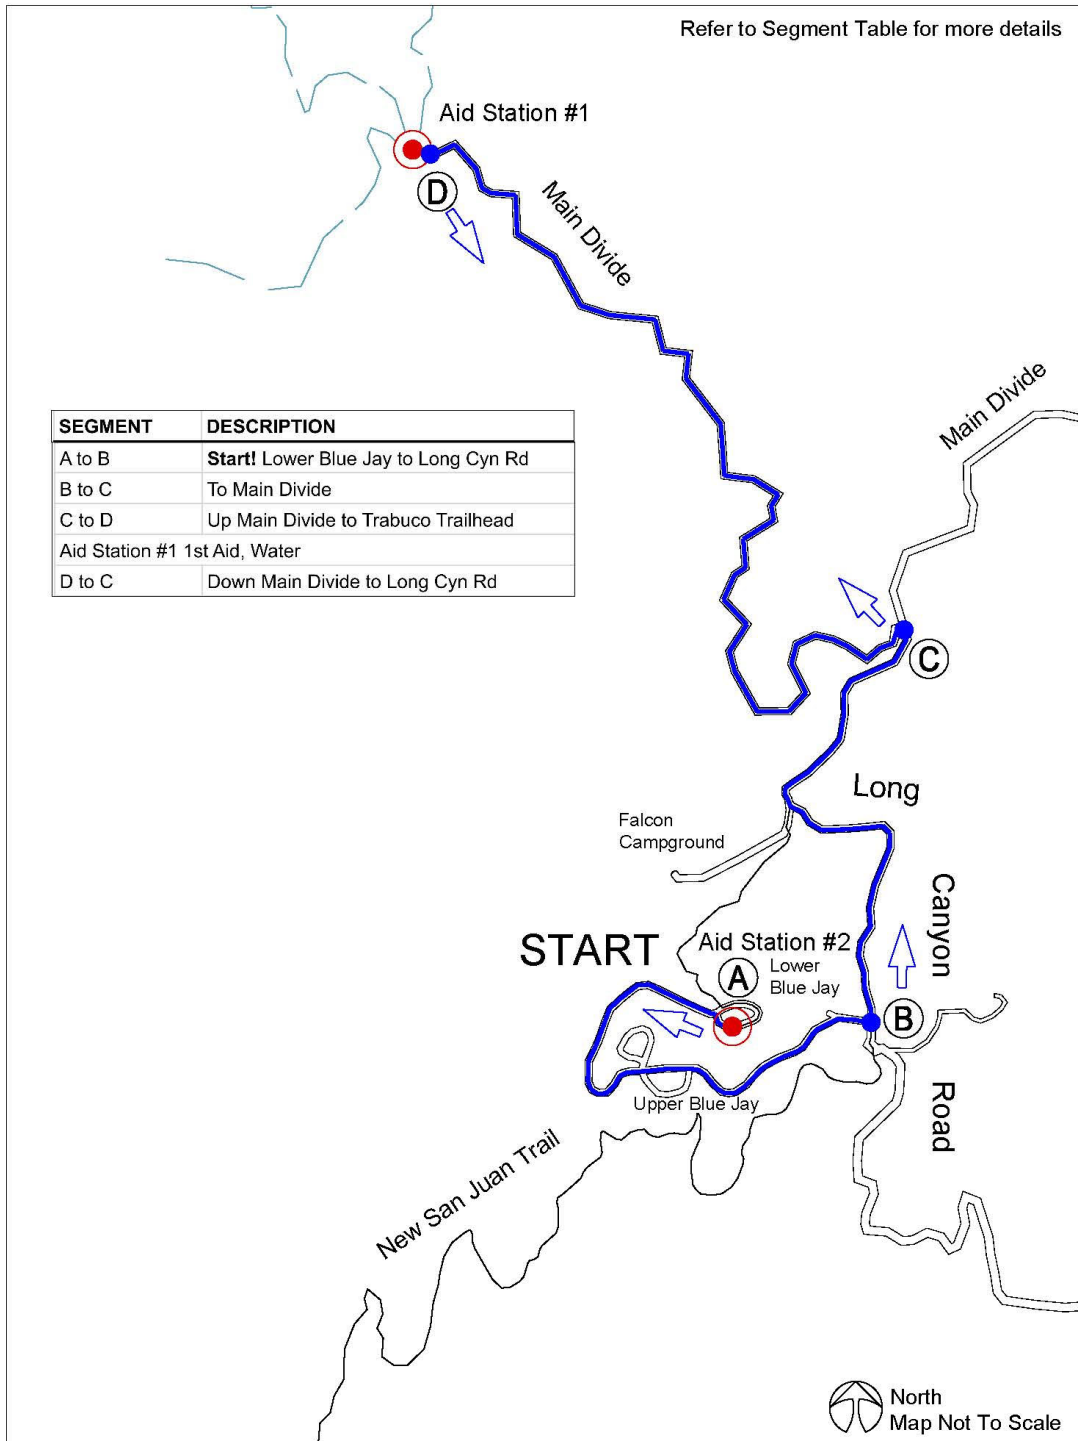 Refer to Segment Table for more details
Aid Station #1
D
Main Divide
Main Divide
SEGMENT DESCRIPTION
A to B Start! Lower Blue Jay to Long Cyn Rd
B to C To Main Divide
C to D Up Main Divide to Trabuco Trailhead
Aid Station #1 1st Aid, Water
D to C Down Main Divide to Long Cyn Rd
C
Long
Falcon
Campground
Canyon
START
Aid Station #2
A
Lower
Blue Jay
B
Road
Upper Blue Jay
New San Juan Trail
North
Map Not To Scale